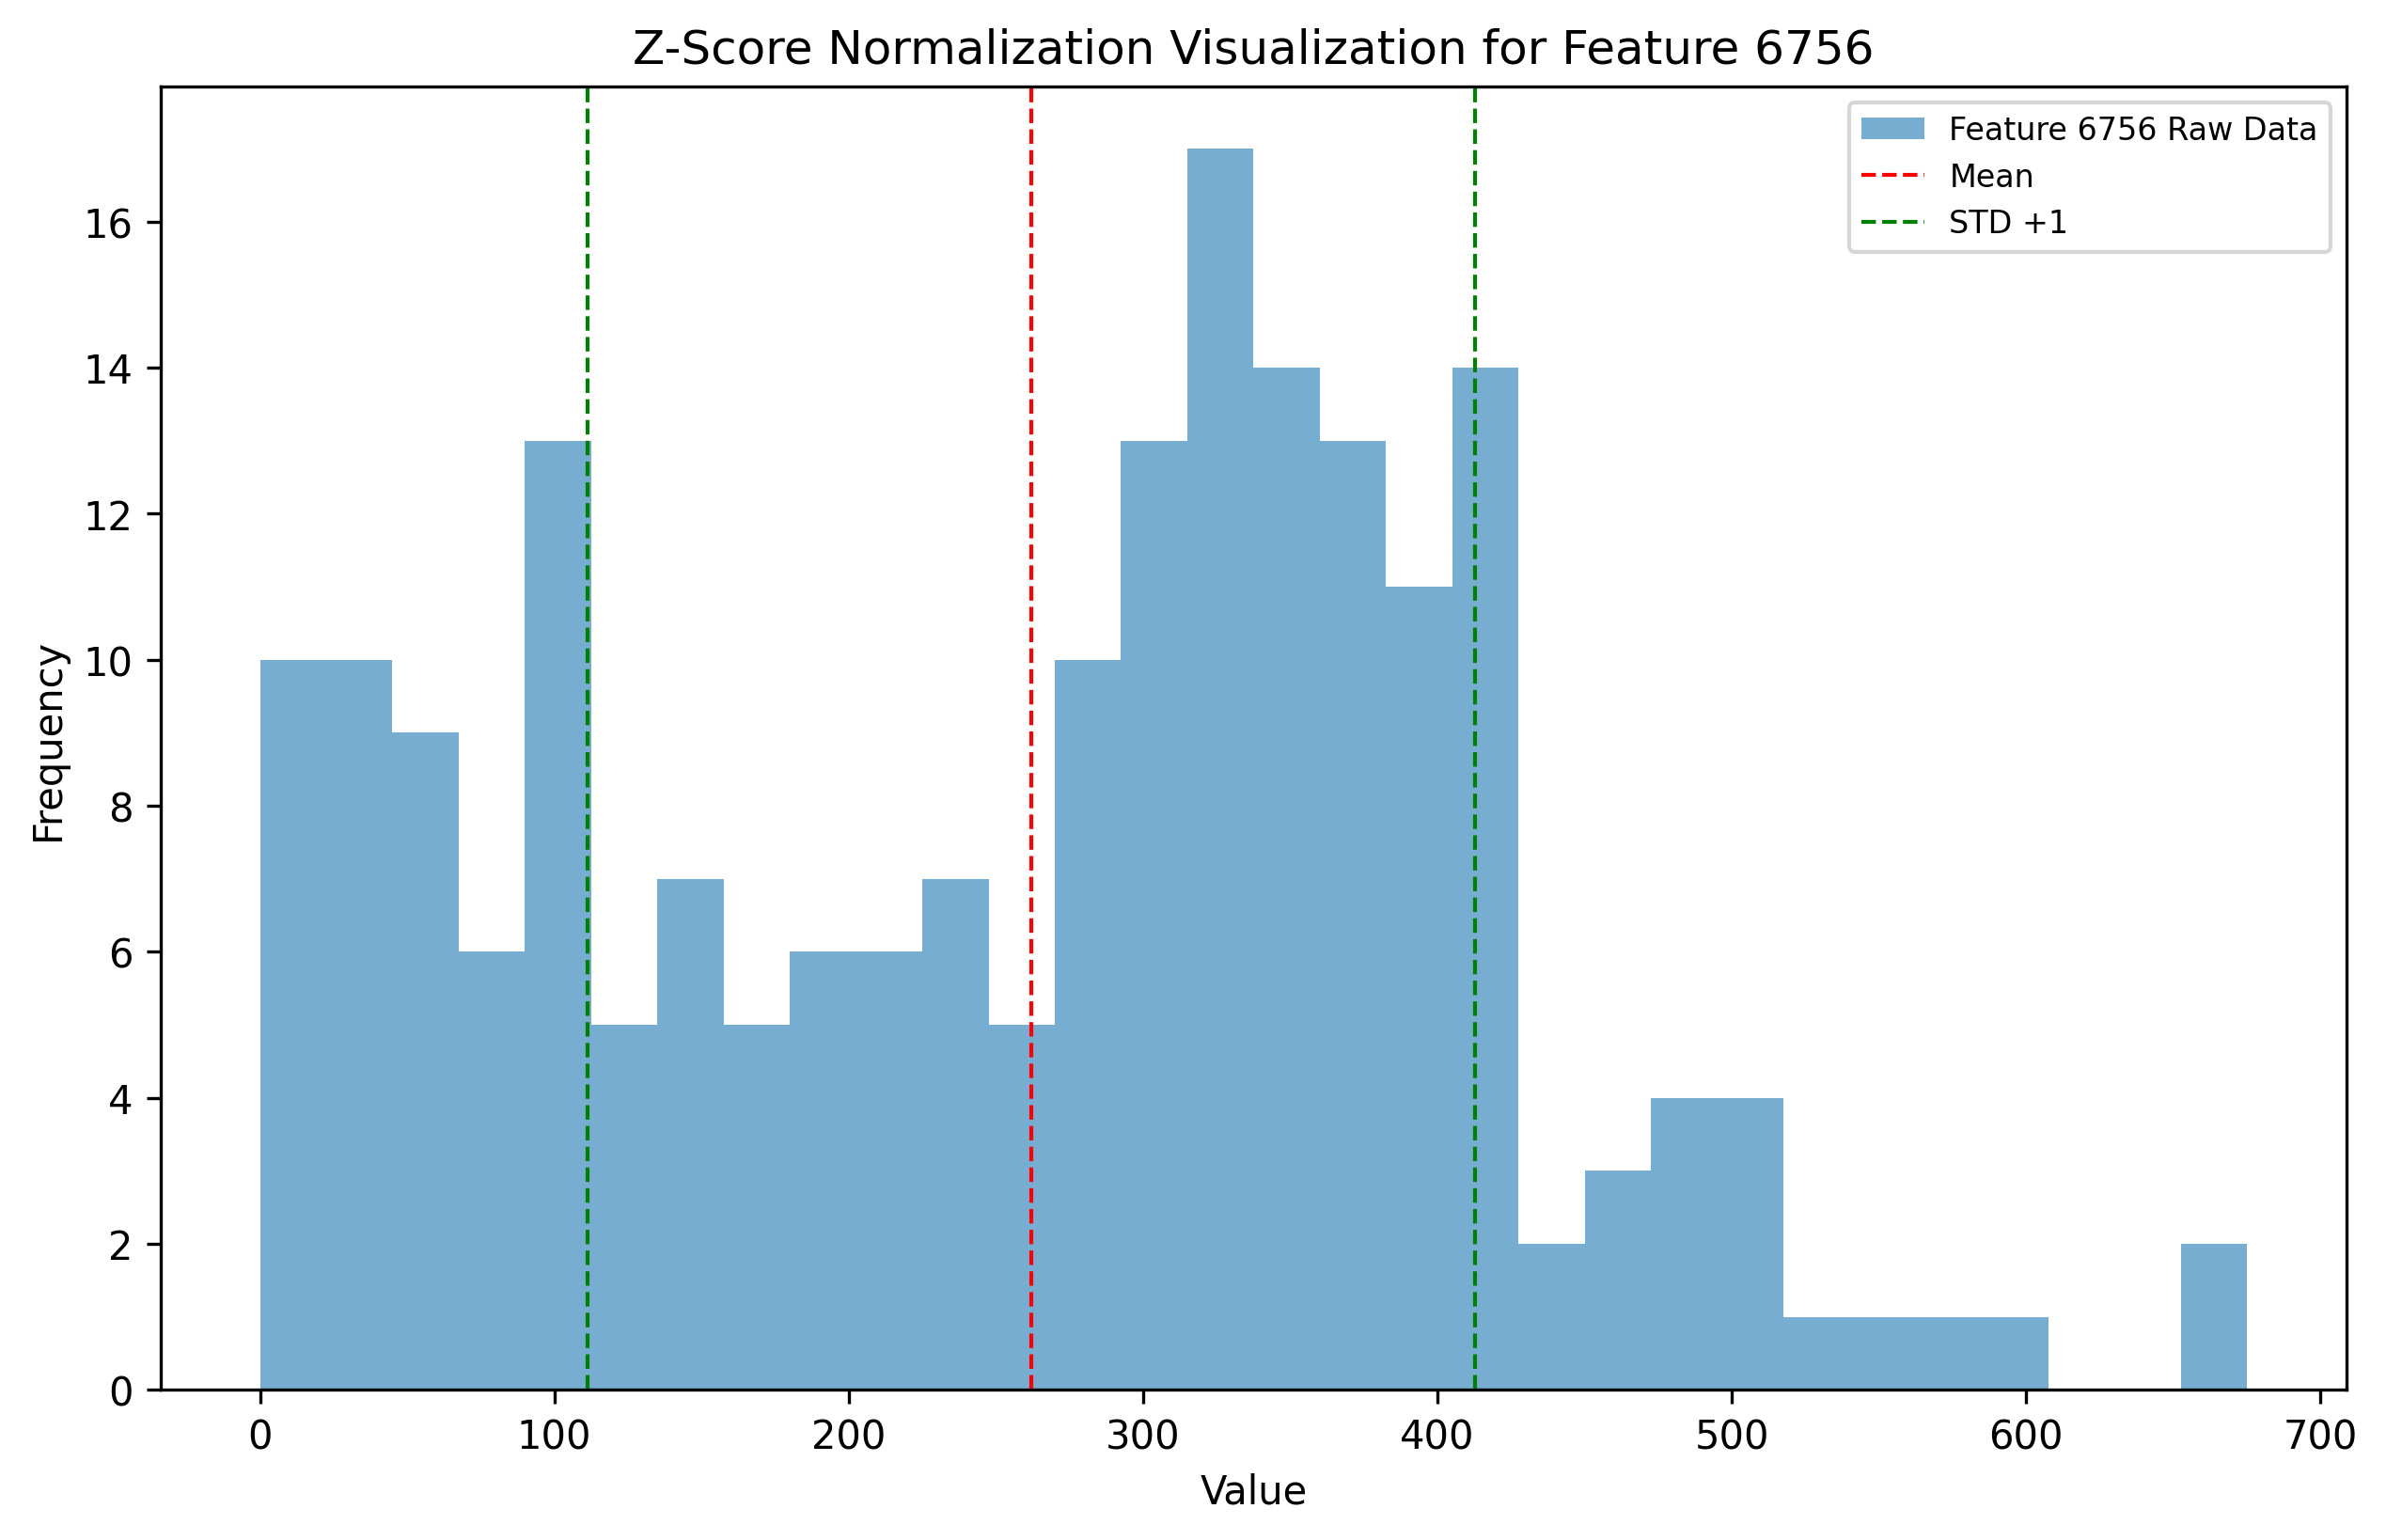 Z-Score Normalization Visualization for Feature 6756
Feature 6756 Raw Data
Mean
STD +1
16
14
12
10
8
6
4
2
0
Frequency
0 100 200 300 400 500 600 700
Value